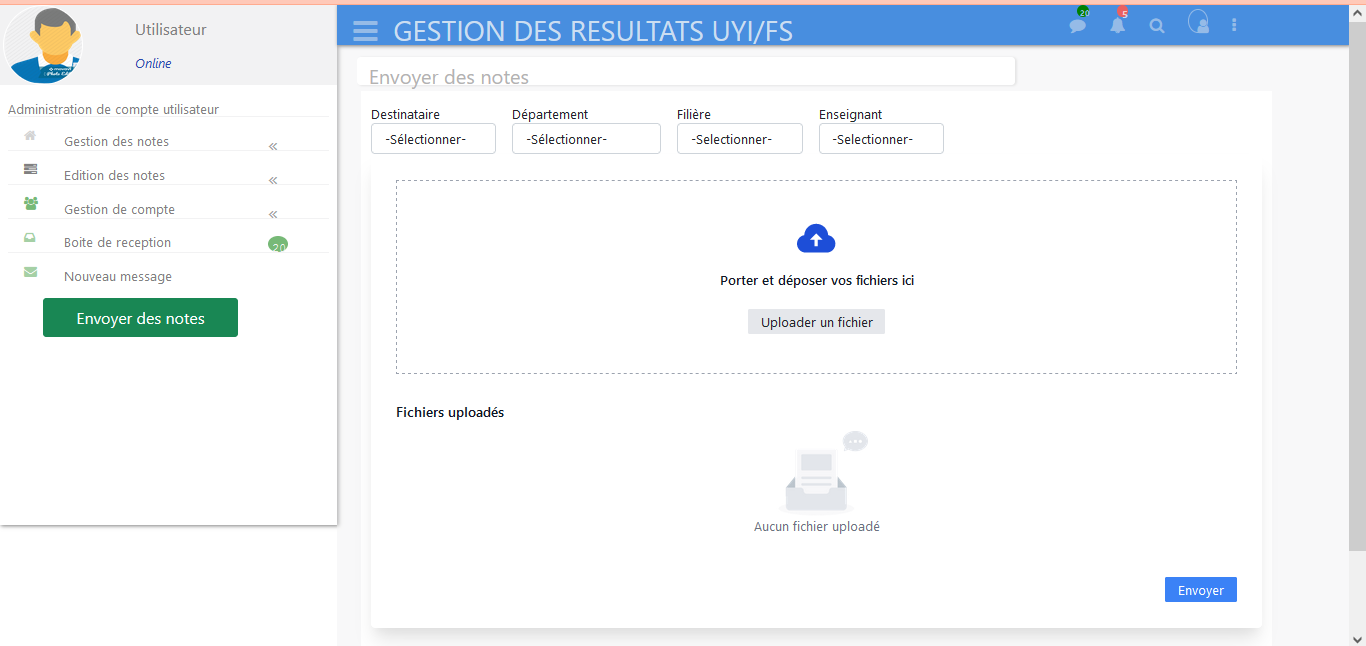 Utilisateur
Online
GESTION DES RESULTATS UYI/FS
20
5
Administration de compte utilisateur
Gestion des notes
Edition des notes
Gestion de compte
Boite de reception
20
Nouveau message
Envoyer des notes
Envoyer des notes
Destinataire Département Filière Enseignant
-Sélectionner- -Sélectionner- -Selectionner- -Selectionner-
Porter et déposer vos fichiers ici
Uploader un fichier
Fichiers uploadés
Aucun fichier uploadé
Envoyer